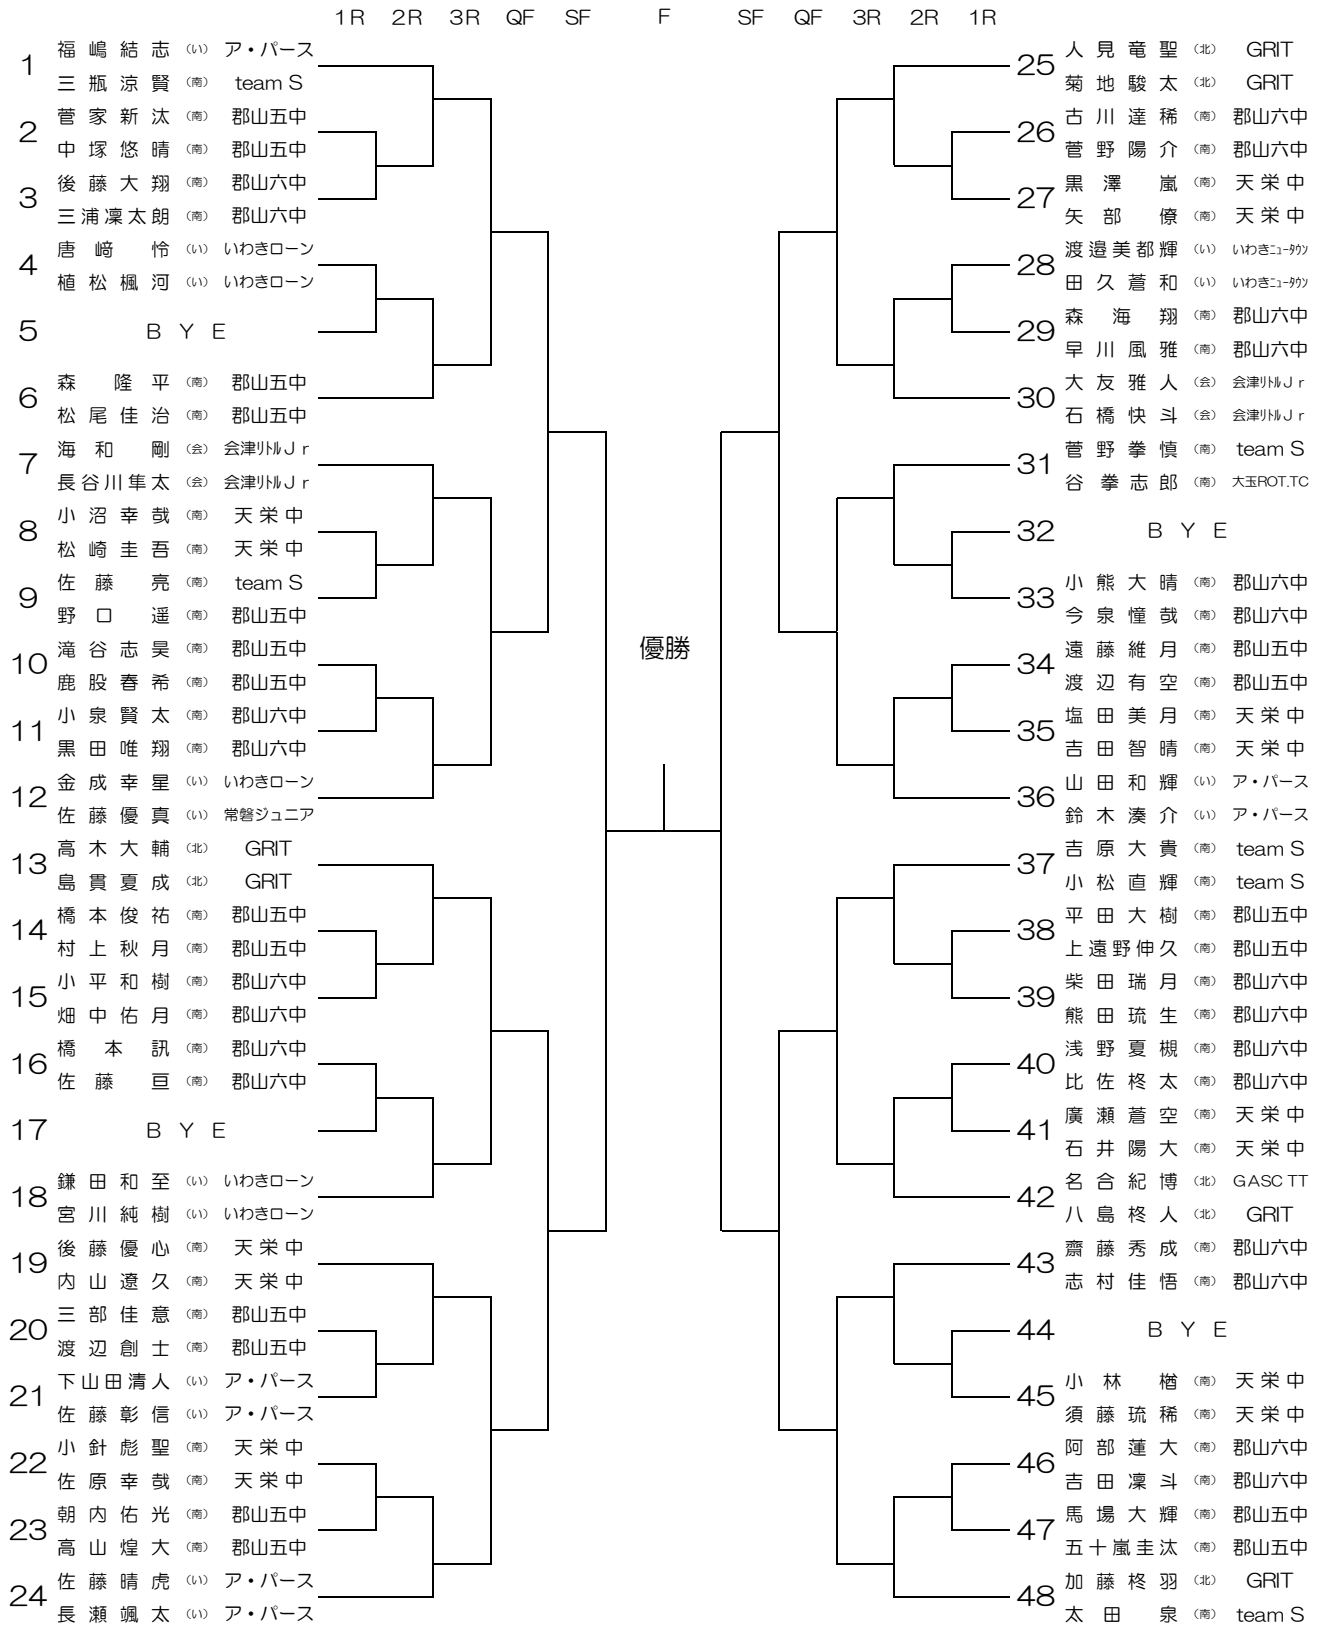 1R 2R 3R QF SF F SF QF 3R 2R 1R
1 福嶋結志 (い) ア・パース
三瓶涼賢 (南) team S
2 菅家新汰 (南) 郡山五中
中塚悠晴 (南) 郡山五中
3 後藤大翔 (南) 郡山六中
三浦凜太朗 (南) 郡山六中
4 唐﨑怜 (い) いわきローン
植松楓河 (い) いわきローン
5 BYE
6 森隆平 (南) 郡山五中
松尾佳治 (南) 郡山五中
7 海和剛 (会) 会津ﾘﾄﾙJr
長谷川隼太 (会) 会津ﾘﾄﾙJr
8 小沼幸哉 (南) 天栄中
松崎圭吾 (南) 天栄中
9 佐藤亮 (南) team S
野口遥 (南) 郡山五中
10 滝谷志昊 (南) 郡山五中
鹿股春希 (南) 郡山五中
11 小泉賢太 (南) 郡山六中
黒田唯翔 (南) 郡山六中
12 金成幸星 (い) いわきローン
佐藤優真 (い) 常磐ジュニア
13 高木大輔 (北) GRIT
島貫夏成 (北) GRIT
14 橋本俊祐 (南) 郡山五中
村上秋月 (南) 郡山五中
15 小平和樹 (南) 郡山六中
畑中佑月 (南) 郡山六中
16 橋本訊 (南) 郡山六中
佐藤亘 (南) 郡山六中
17 BYE
18 鎌田和至 (い) いわきローン
宮川純樹 (い) いわきローン
19 後藤優心 (南) 天栄中
内山遼久 (南) 天栄中
20 三部佳意 (南) 郡山五中
渡辺創士 (南) 郡山五中
21 下山田清人 (い) ア・パース
佐藤彰信 (い) ア・パース
22 小針彪聖 (南) 天栄中
佐原幸哉 (南) 天栄中
23 朝内佑光 (南) 郡山五中
高山煌大 (南) 郡山五中
24 佐藤晴虎 (い) ア・パース
長瀬颯太 (い) ア・パース
優勝
25 人見竜聖 (北) GRIT
菊地駿太 (北) GRIT
26 古川達稀 (南) 郡山六中
菅野陽介 (南) 郡山六中
27 黒澤嵐 (南) 天栄中
矢部僚 (南) 天栄中
28 渡邉美都輝 (い) いわきﾆｭｰﾀｳﾝ
田久蒼和 (い) いわきﾆｭｰﾀｳﾝ
29 森海翔 (南) 郡山六中
早川風雅 (南) 郡山六中
30 大友雅人 (会) 会津ﾘﾄﾙJr
石橋快斗 (会) 会津ﾘﾄﾙJr
31 菅野拳慎 (南) team S
谷拳志郎 (南) 大玉ROT.TC
32 BYE
33 小熊大晴 (南) 郡山六中
今泉憧哉 (南) 郡山六中
34 遠藤維月 (南) 郡山五中
渡辺有空 (南) 郡山五中
35 塩田美月 (南) 天栄中
吉田智晴 (南) 天栄中
36 山田和輝 (い) ア・パース
鈴木湊介 (い) ア・パース
37 吉原大貴 (南) team S
小松直輝 (南) team S
38 平田大樹 (南) 郡山五中
上遠野伸久 (南) 郡山五中
39 柴田瑞月 (南) 郡山六中
熊田琉生 (南) 郡山六中
40 浅野夏槻 (南) 郡山六中
比佐柊太 (南) 郡山六中
41 廣瀬蒼空 (南) 天栄中
石井陽大 (南) 天栄中
42 名合紀博 (北) GASC TT
八島柊人 (北) GRIT
43 齋藤秀成 (南) 郡山六中
志村佳悟 (南) 郡山六中
44 BYE
45 小林楢 (南) 天栄中
須藤琉稀 (南) 天栄中
46 阿部蓮大 (南) 郡山六中
吉田凜斗 (南) 郡山六中
47 馬場大輝 (南) 郡山五中
五十嵐圭汰 (南) 郡山五中
48 加藤柊羽 (北) GRIT
太田泉 (南) team S